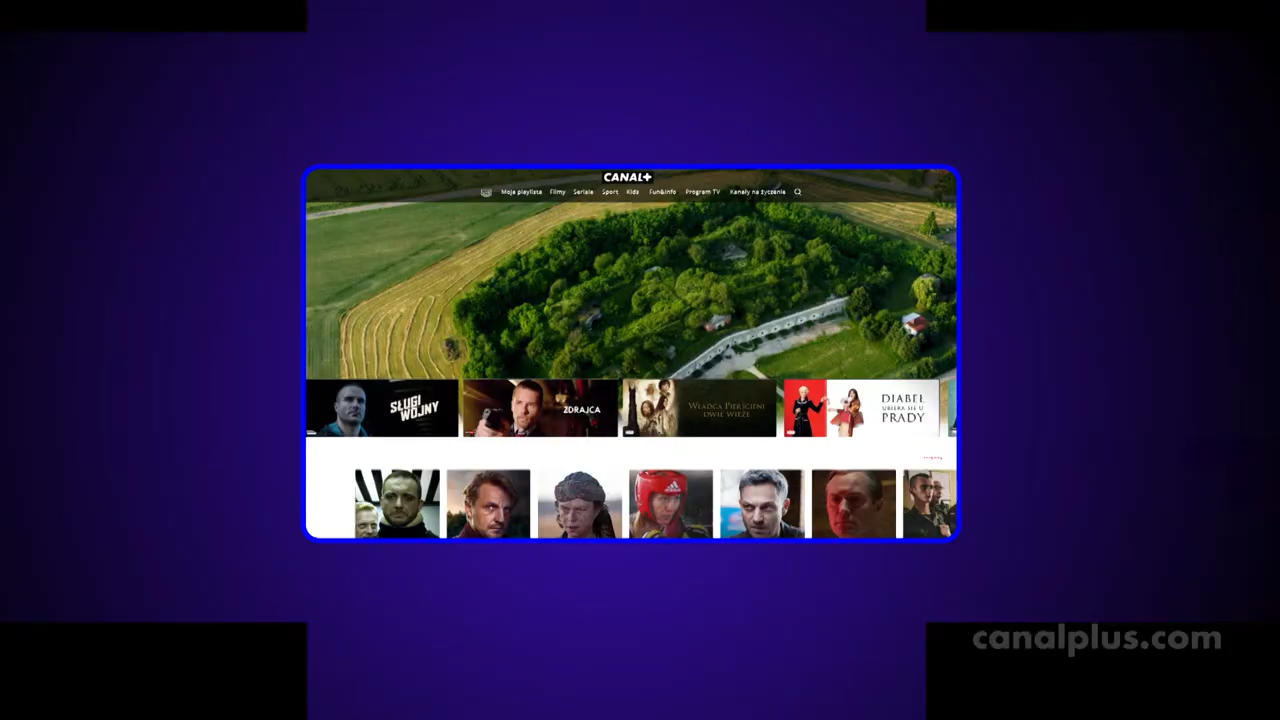 CANAL+
Moja playlista Filmy Seriale Sport Kids Fun&Info Program TV Kanały na życzenie
SŁUGI
WOJNY
ZDRAJCA
WŁADCA PIERŚCIENI
DWIE WIEŻE
DIABEŁ
UBIERA SIĘ U
PRADY
adidas
canalplus.com